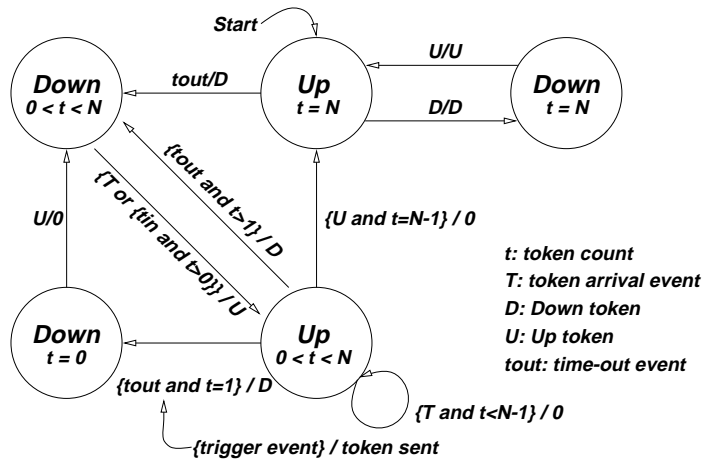 Start
U/U
Down
0 < t < N
tout/D
Up
t = N
Down
t = N
D/D
{tout and t>1} / D
{T or {tin and t>0}} / U
U/0
{U and t=N-1} / 0
t: token count
T: token arrival event
D: Down token
U: Up token
tout: time-out event
Down
t = 0
Up
0 < t < N
{tout and t=1} / D
{T and t<N-1} / 0
{trigger event} / token sent